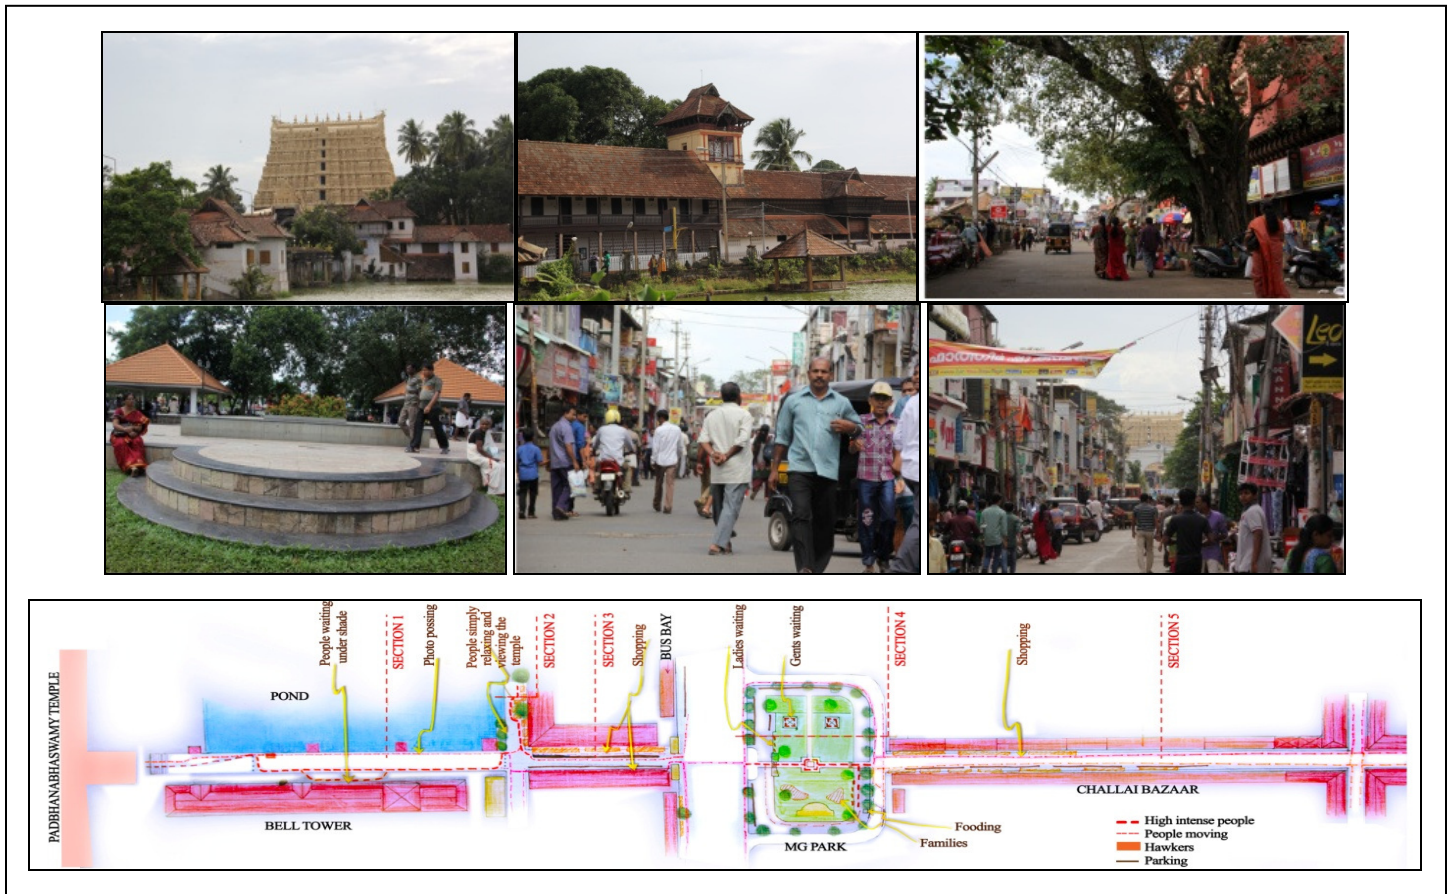 Leo
People waiting
under shade
SECTION 1
Photo possing
People simply
relaxing and
viewing the
temple
SECTION 2
SECTION 3
Shopping
BUS BAY
Ladies waiting
Gents waiting
SECTION 4
Shopping
SECTION 5
PADBHANABHASWAMY TEMPLE
POND
BELL TOWER
MG PARK
Fooding
Families
CHALLAI BAZAAR
High intense people
People moving
Hawkers
Parking